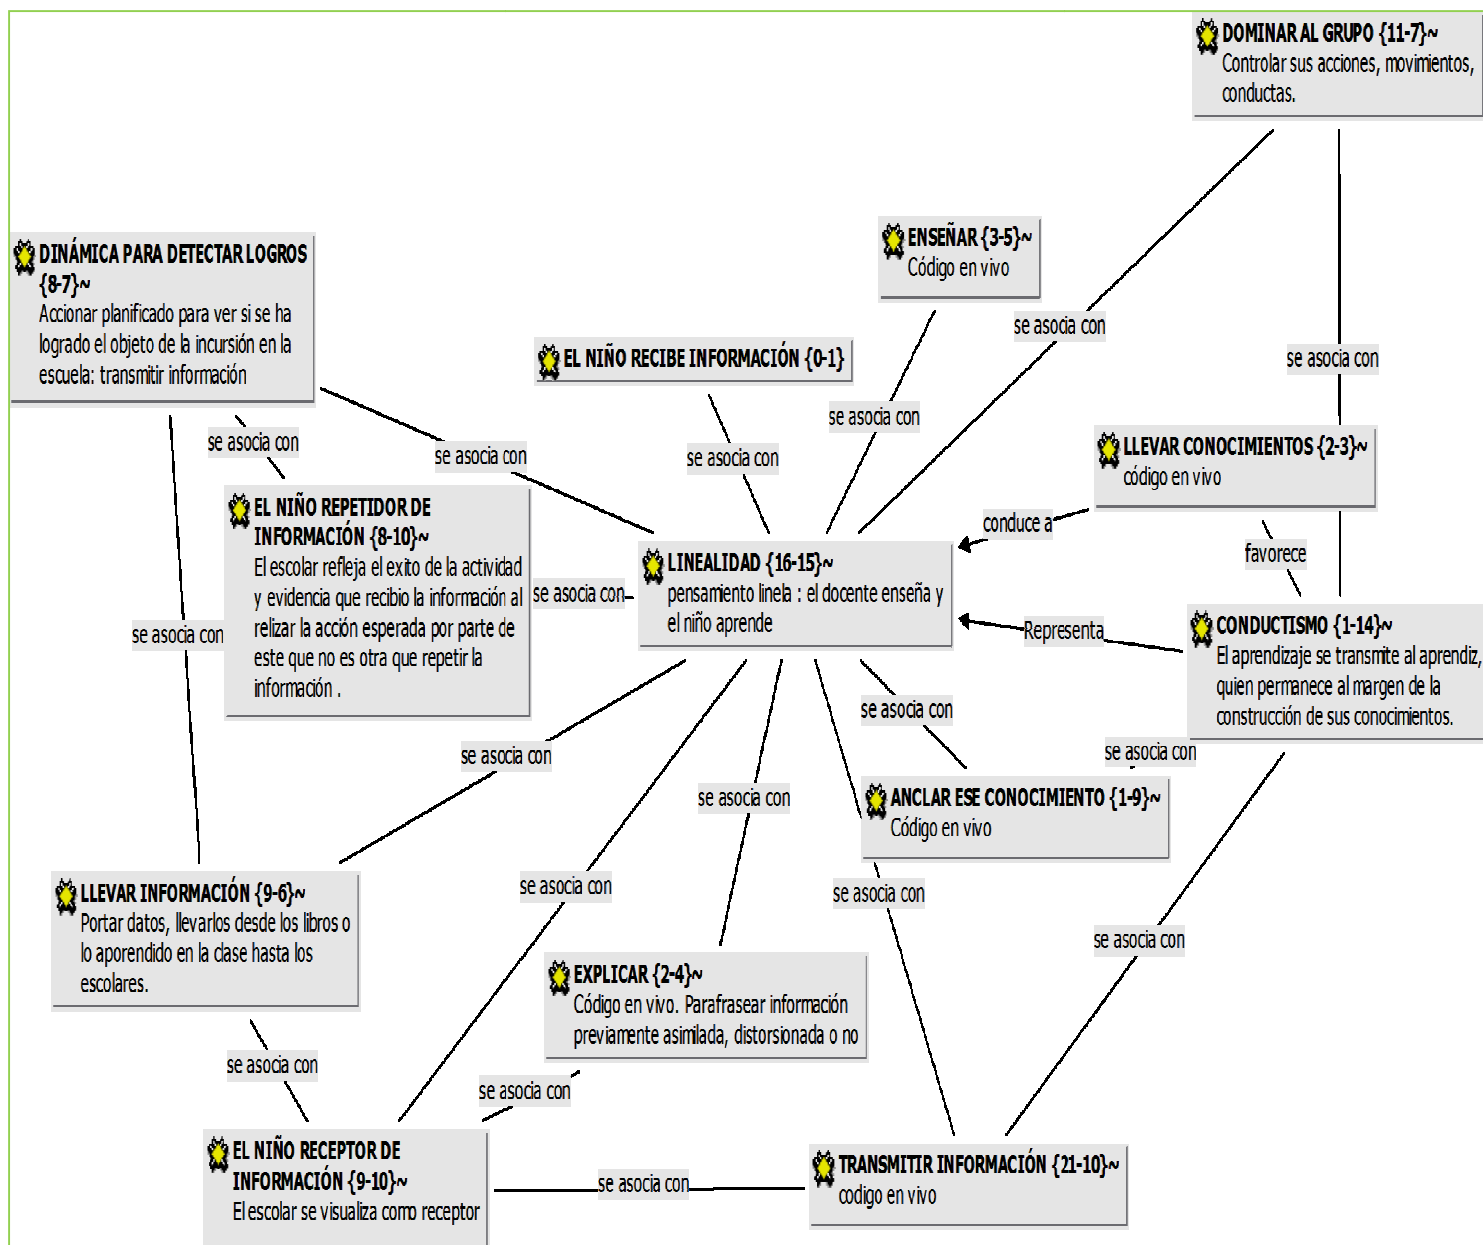 DOMINAR AL GRUPO {11-7}~
Controlar sus acciones, movimientos,
conductas.
ENSEÑAR {3-5}~
Código en vivo
DINÁMICA PARA DETECTAR LOGROS
{8-7}~
Accionar planificado para ver si se ha
logrado el objeto de la incursión en la
escuela: transmitir información
se asocia con
EL NIÑO RECIBE INFORMACIÓN {0-1}
se asocia con
se asocia con
se asocia con
se asocia con
se asocia con
LLEVAR CONOCIMIENTOS {2-3}~
código en vivo
EL NIÑO REPETIDOR DE
INFORMACIÓN {8-10}~
El escolar refleja el exito de la actividad
y evidencia que recibio la información al
relizar la acción esperada por parte de
este que no es otra que repetir la
información .
conduce a
favorece
LINEALIDAD {16-15}~
pensamiento linela : el docente enseña y
el niño aprende
se asocia con
se asocia con
Representa
CONDUCTISMO {1-14}~
El aprendizaje se transmite al aprendiz,
quien permanece al margen de la
construcción de sus conocimientos.
se asocia con
se asocia con
se asocia con
se asocia con
ANCLAR ESE CONOCIMIENTO {1-9}~
Código en vivo
LLEVAR INFORMACIÓN {9-6}~
Portar datos, llevarlos desde los libros o
lo aporendido en la clase hasta los
escolares.
se asocia con
se asocia con
se asocia con
EXPLICAR {2-4}~
Código en vivo. Parafrasear información
previamente asimilada, distorsionada o no
se asocia con
se asocia con
EL NIÑO RECEPTOR DE
INFORMACIÓN {9-10}~
El escolar se visualiza como receptor
se asocia con
TRANSMITIR INFORMACIÓN {21-10}~
codigo en vivo